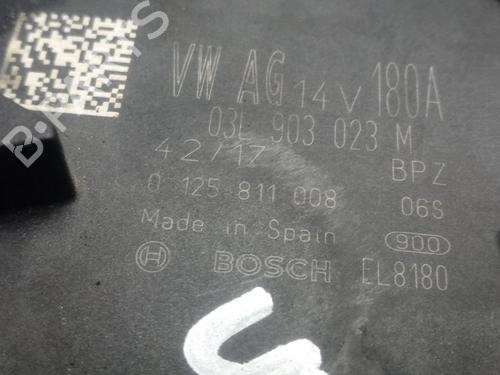 VW AG 14V 180A
03L 903 023 M
42/17 BPZ
0 125 811 008 06S
Made in Spain 900
BOSCH EL8180